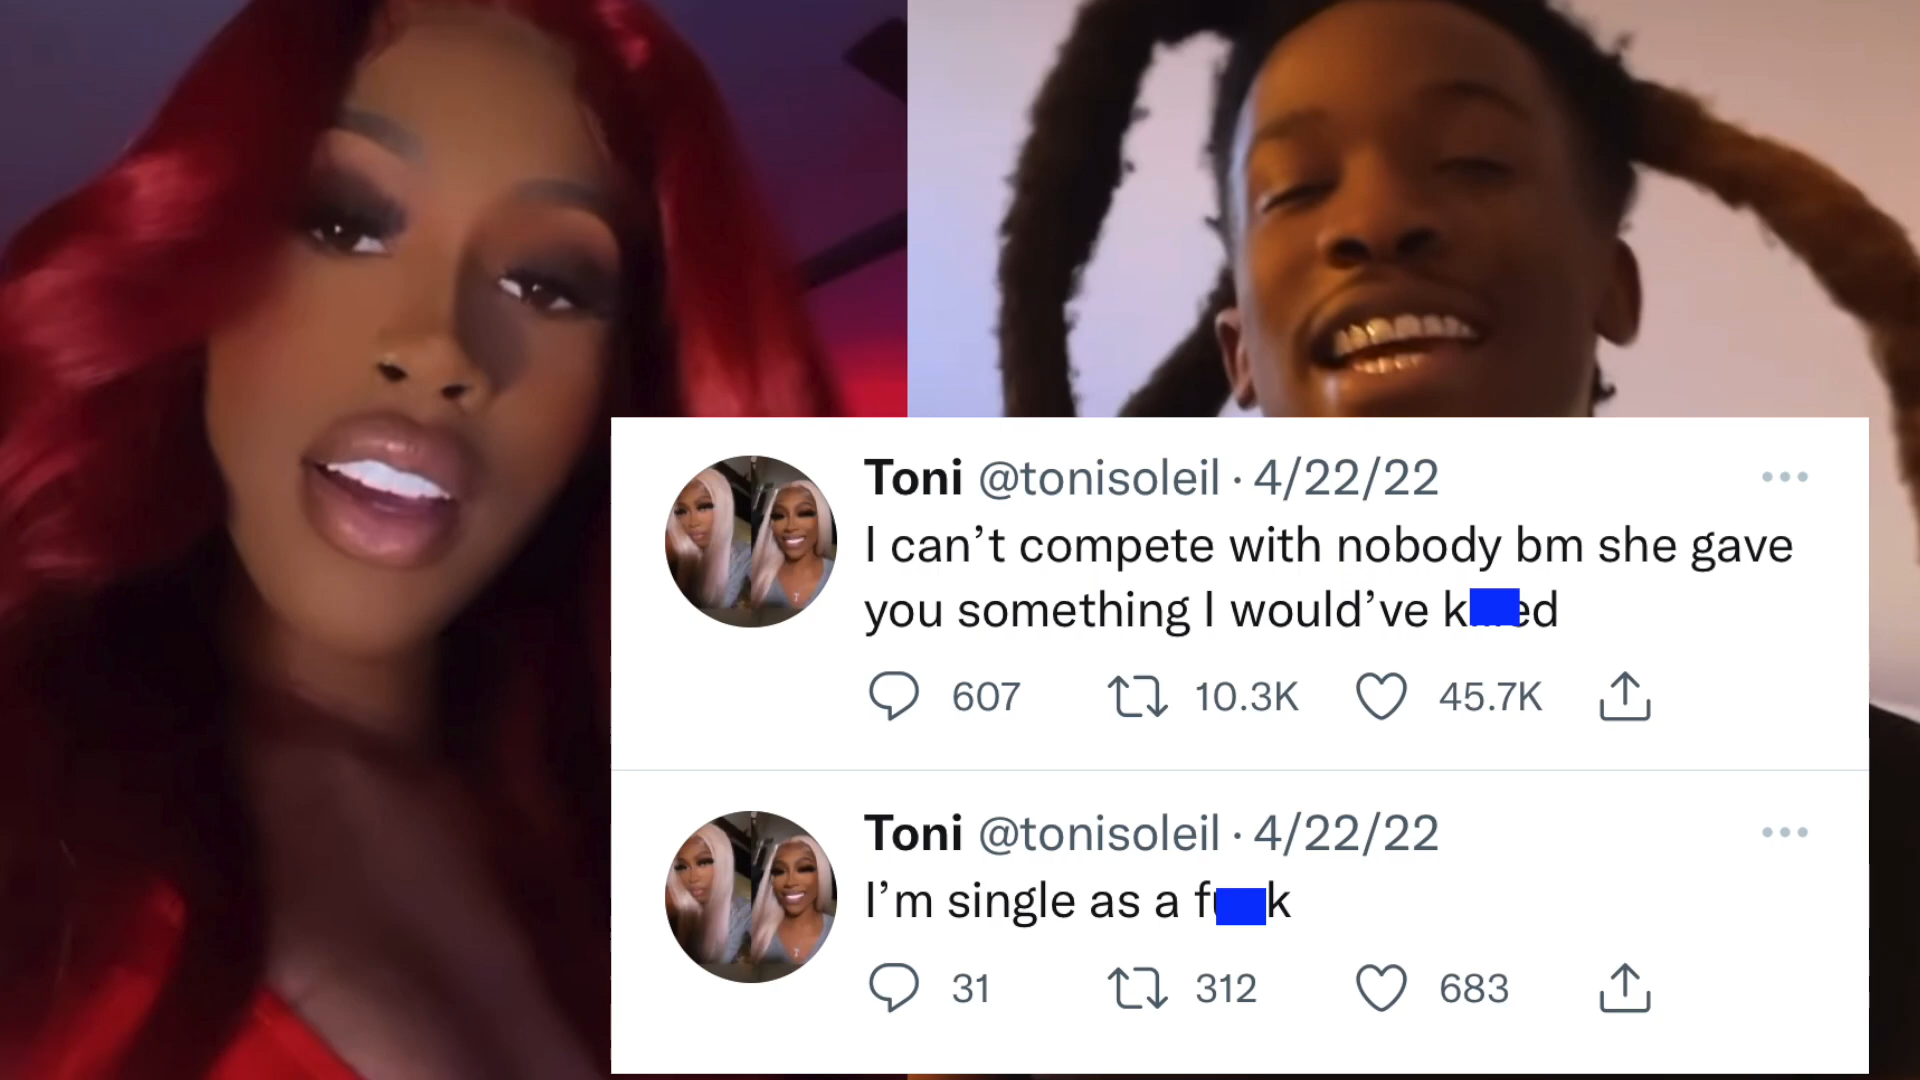 Toni @tonisoleil · 4/22/22
I can’t compete with nobody bm she gave
you something I would’ve
607 10.3K 45.7K
Toni @tonisoleil · 4/22/22
I’m single as a
31 312 683